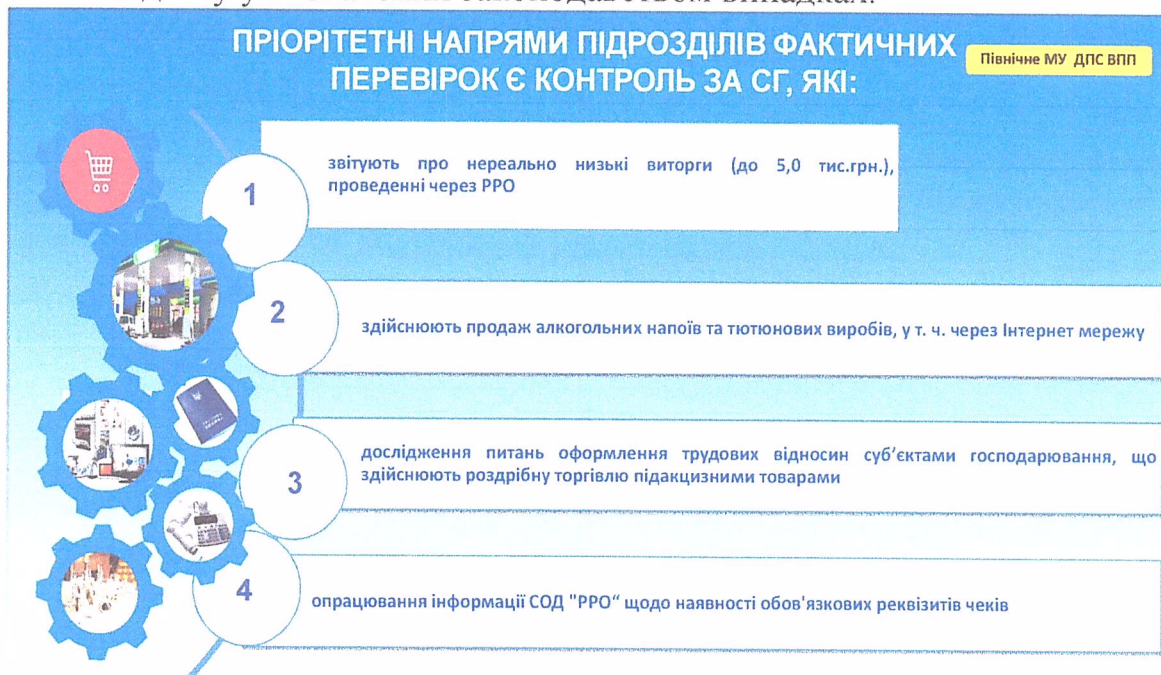 законодавством випадках.
ПРІОРІТЕТНІ НАПРЯМИ ПІДРОЗДІЛІВ ФАКТИЧНИХ
ПЕРЕВІРОК Є КОНТРОЛЬ ЗА СГ, ЯКІ:
Північне МУ ДПС ВПП
1
звітують про нереально низькі виторги (до 5,0 тис.грн.),
проведенні через РРО
2
здійснюють продаж алкогольних напоїв та тютюнових виробів, у т. ч. через Інтернет мережу
3
дослідження питань оформлення трудових відносин суб’єктами господарювання, що
здійснюють роздрібну торгівлю підакцизними товарами
4
опрацювання інформації СОД "РРО“ щодо наявності обов'язкових реквізитів чеків